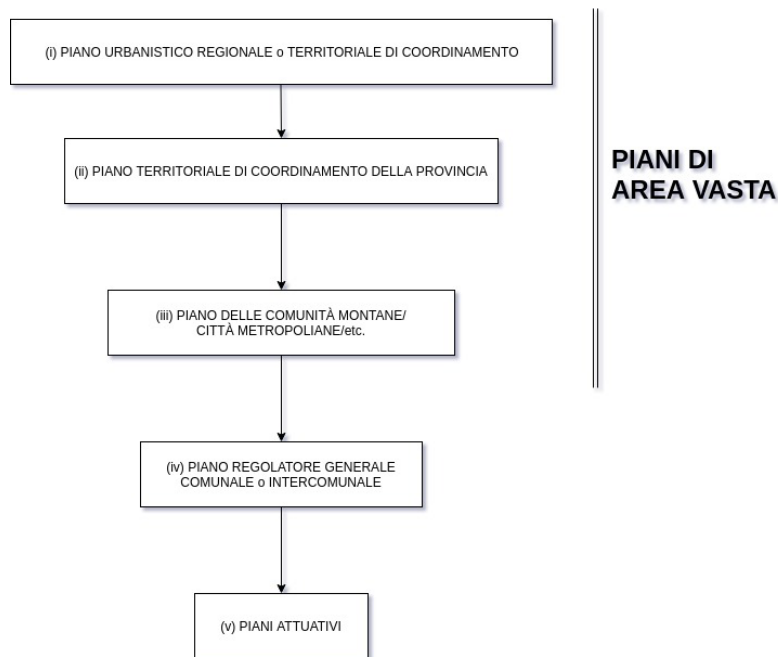 (i) PIANO URBANISTICO REGIONALE o TERRITORIALE DI COORDINAMENTO
(ii) PIANO TERRITORIALE DI COORDINAMENTO DELLA PROVINCIA
PIANI DI
AREA VASTA
(iii) PIANO DELLE COMUNITÀ MONTANE/
CITTÀ METROPOLIANE/etc.
(iv) PIANO REGOLATORE GENERALE
COMUNALE o INTERCOMUNALE
(v) PIANI ATTUATIVI